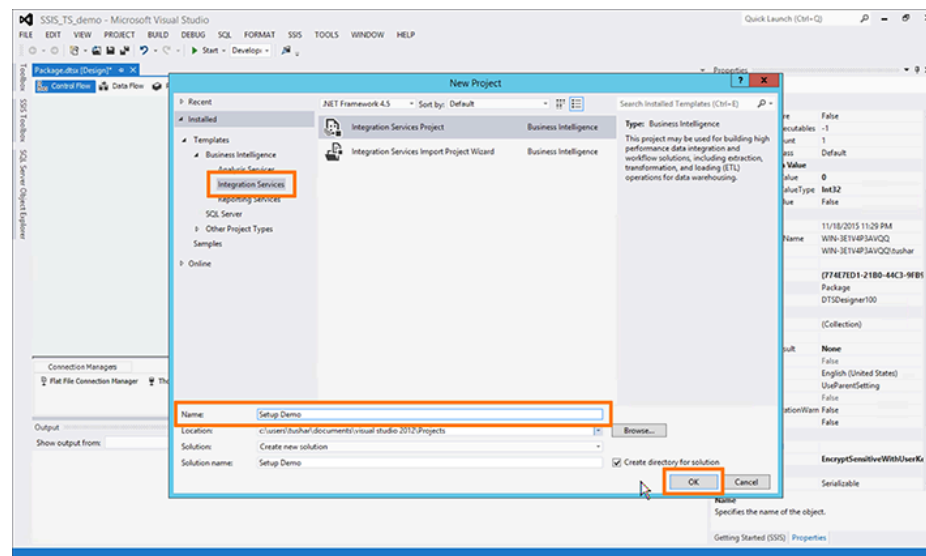 SSIS_TS_demo - Microsoft Visual Studio
Quick Launch (Ctrl+Q)
FILE EDIT VIEW PROJECT BUILD DEBUG SQL FORMAT SSIS TOOLS WINDOW HELP
Start
Develop
Package.dtsx [Design]*
Properties
Control Flow
Data Flow
Toolbox
SSIS Toolbox
SQL Server Object Explorer
New Project
Recent
.NET Framework 4.5
Sort by: Default
Search Installed Templates (Ctrl+E)
Installed
Templates
Business Intelligence
Analysis Services
Integration Services
Reporting Services
SQL Server
Other Project Types
Samples
Online
Integration Services Project
Business Intelligence
Integration Services Import Project Wizard
Business Intelligence
Type: Business Intelligence
This project may be used for building high
performance data integration and
workflow solutions, including extraction,
transformation, and loading (ETL)
operations for data warehousing.
Name:
Setup Demo
Location:
c:\users\tushar\documents\visual studio 2012\Projects
Browse...
Solution:
Create new solution
Solution name:
Setup Demo
Create directory for solution
OK
Cancel
False
-1
1
Default
Value
0
Int32
False
11/18/2015 11:29 PM
Name WIN-3E1V4P3AVQQ
WIN-3E1V4P3AVQQ\tushar
Package
DTSDesigner100
(Collection)
None
False
English (United States)
UseParentSetting
False
False
False
EncryptSensitiveWithUserKe
Serializable
Connection Managers
Flat File Connection Manager
Output
Show output from:
Name
Specifies the name of the object.
Getting Started (SSIS)
Properties